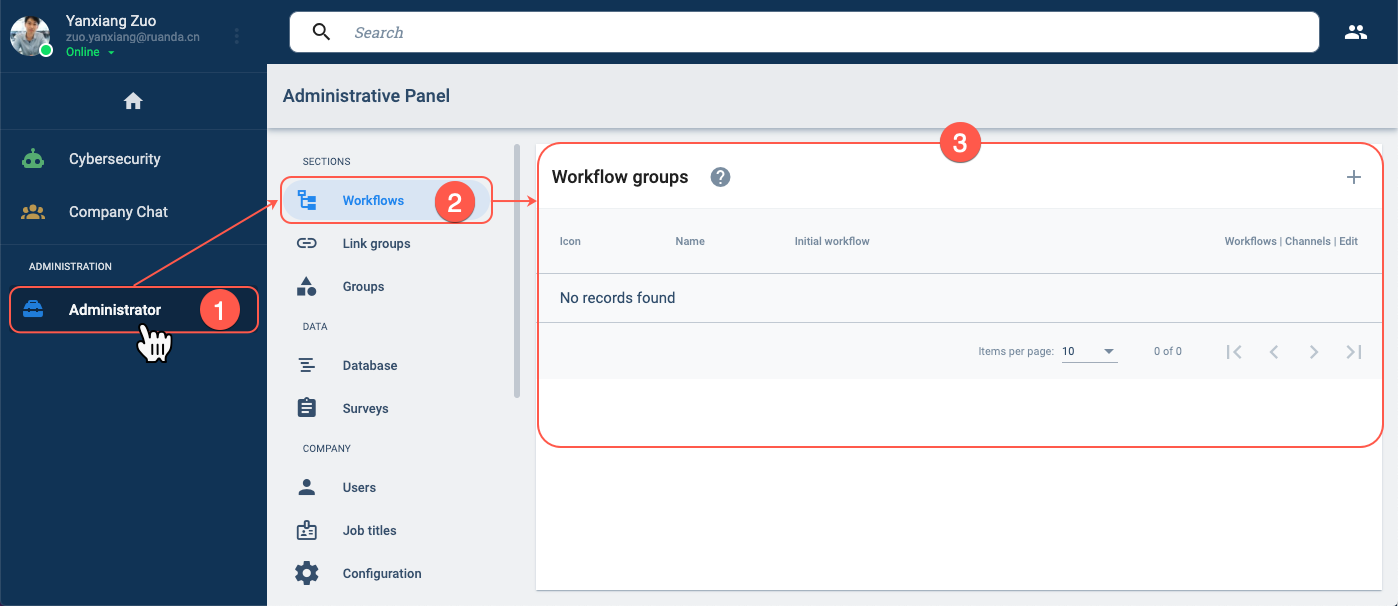 Yanxiang Zuo
zuo.yanxiang@ruanda.cn
Online
Search
Cybersecurity
Company Chat
ADMINISTRATION
Administrator
1
Administrative Panel
SECTIONS
Workflows
2
Link groups
Groups
DATA
Database
Surveys
COMPANY
Users
Job titles
Configuration
3
Workflow groups ?
Icon Name Initial workflow Workflows | Channels | Edit
No records found
Items per page: 10 0 of 0